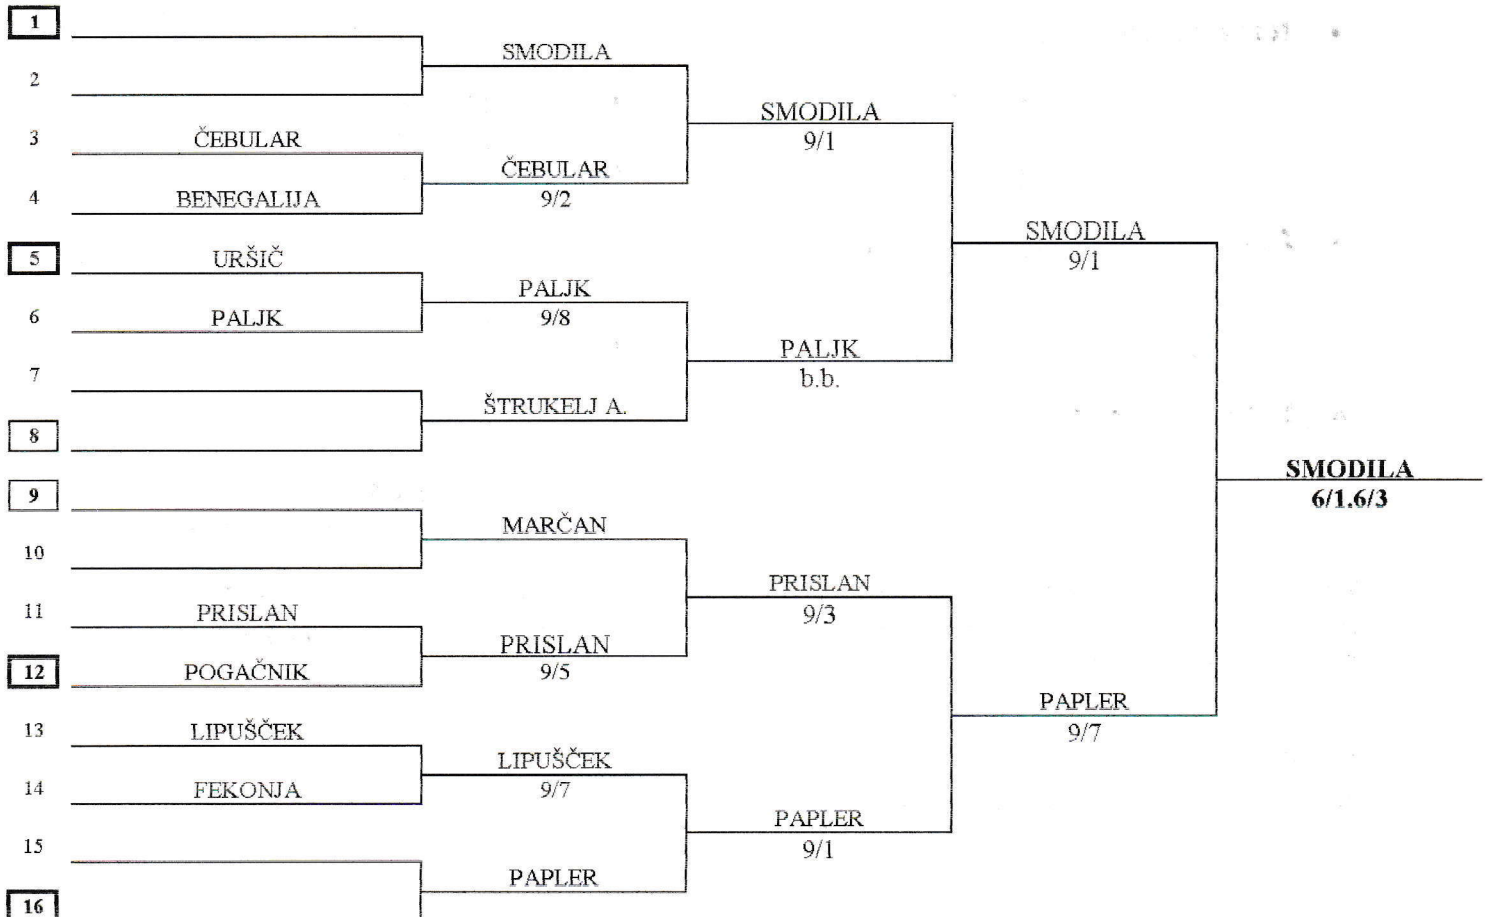 1
SMODILA
2
SMODILA
9/1
3 ČEBULAR
ČEBULAR
9/2
4 BENEGALIJA
SMODILA
9/1
5 URŠIČ
PALJK
9/8
6 PALJK
PALJK
b.b.
7
ŠTRUKELJ A.
8
SMODILA
6/1.6/3
9
MARČAN
10
PRISLAN
9/3
11 PRISLAN
PRISLAN
9/5
12 POGAČNIK
PAPLER
9/7
13 LIPUŠČEK
LIPUŠČEK
9/7
14 FEKONJA
PAPLER
9/1
15
PAPLER
16